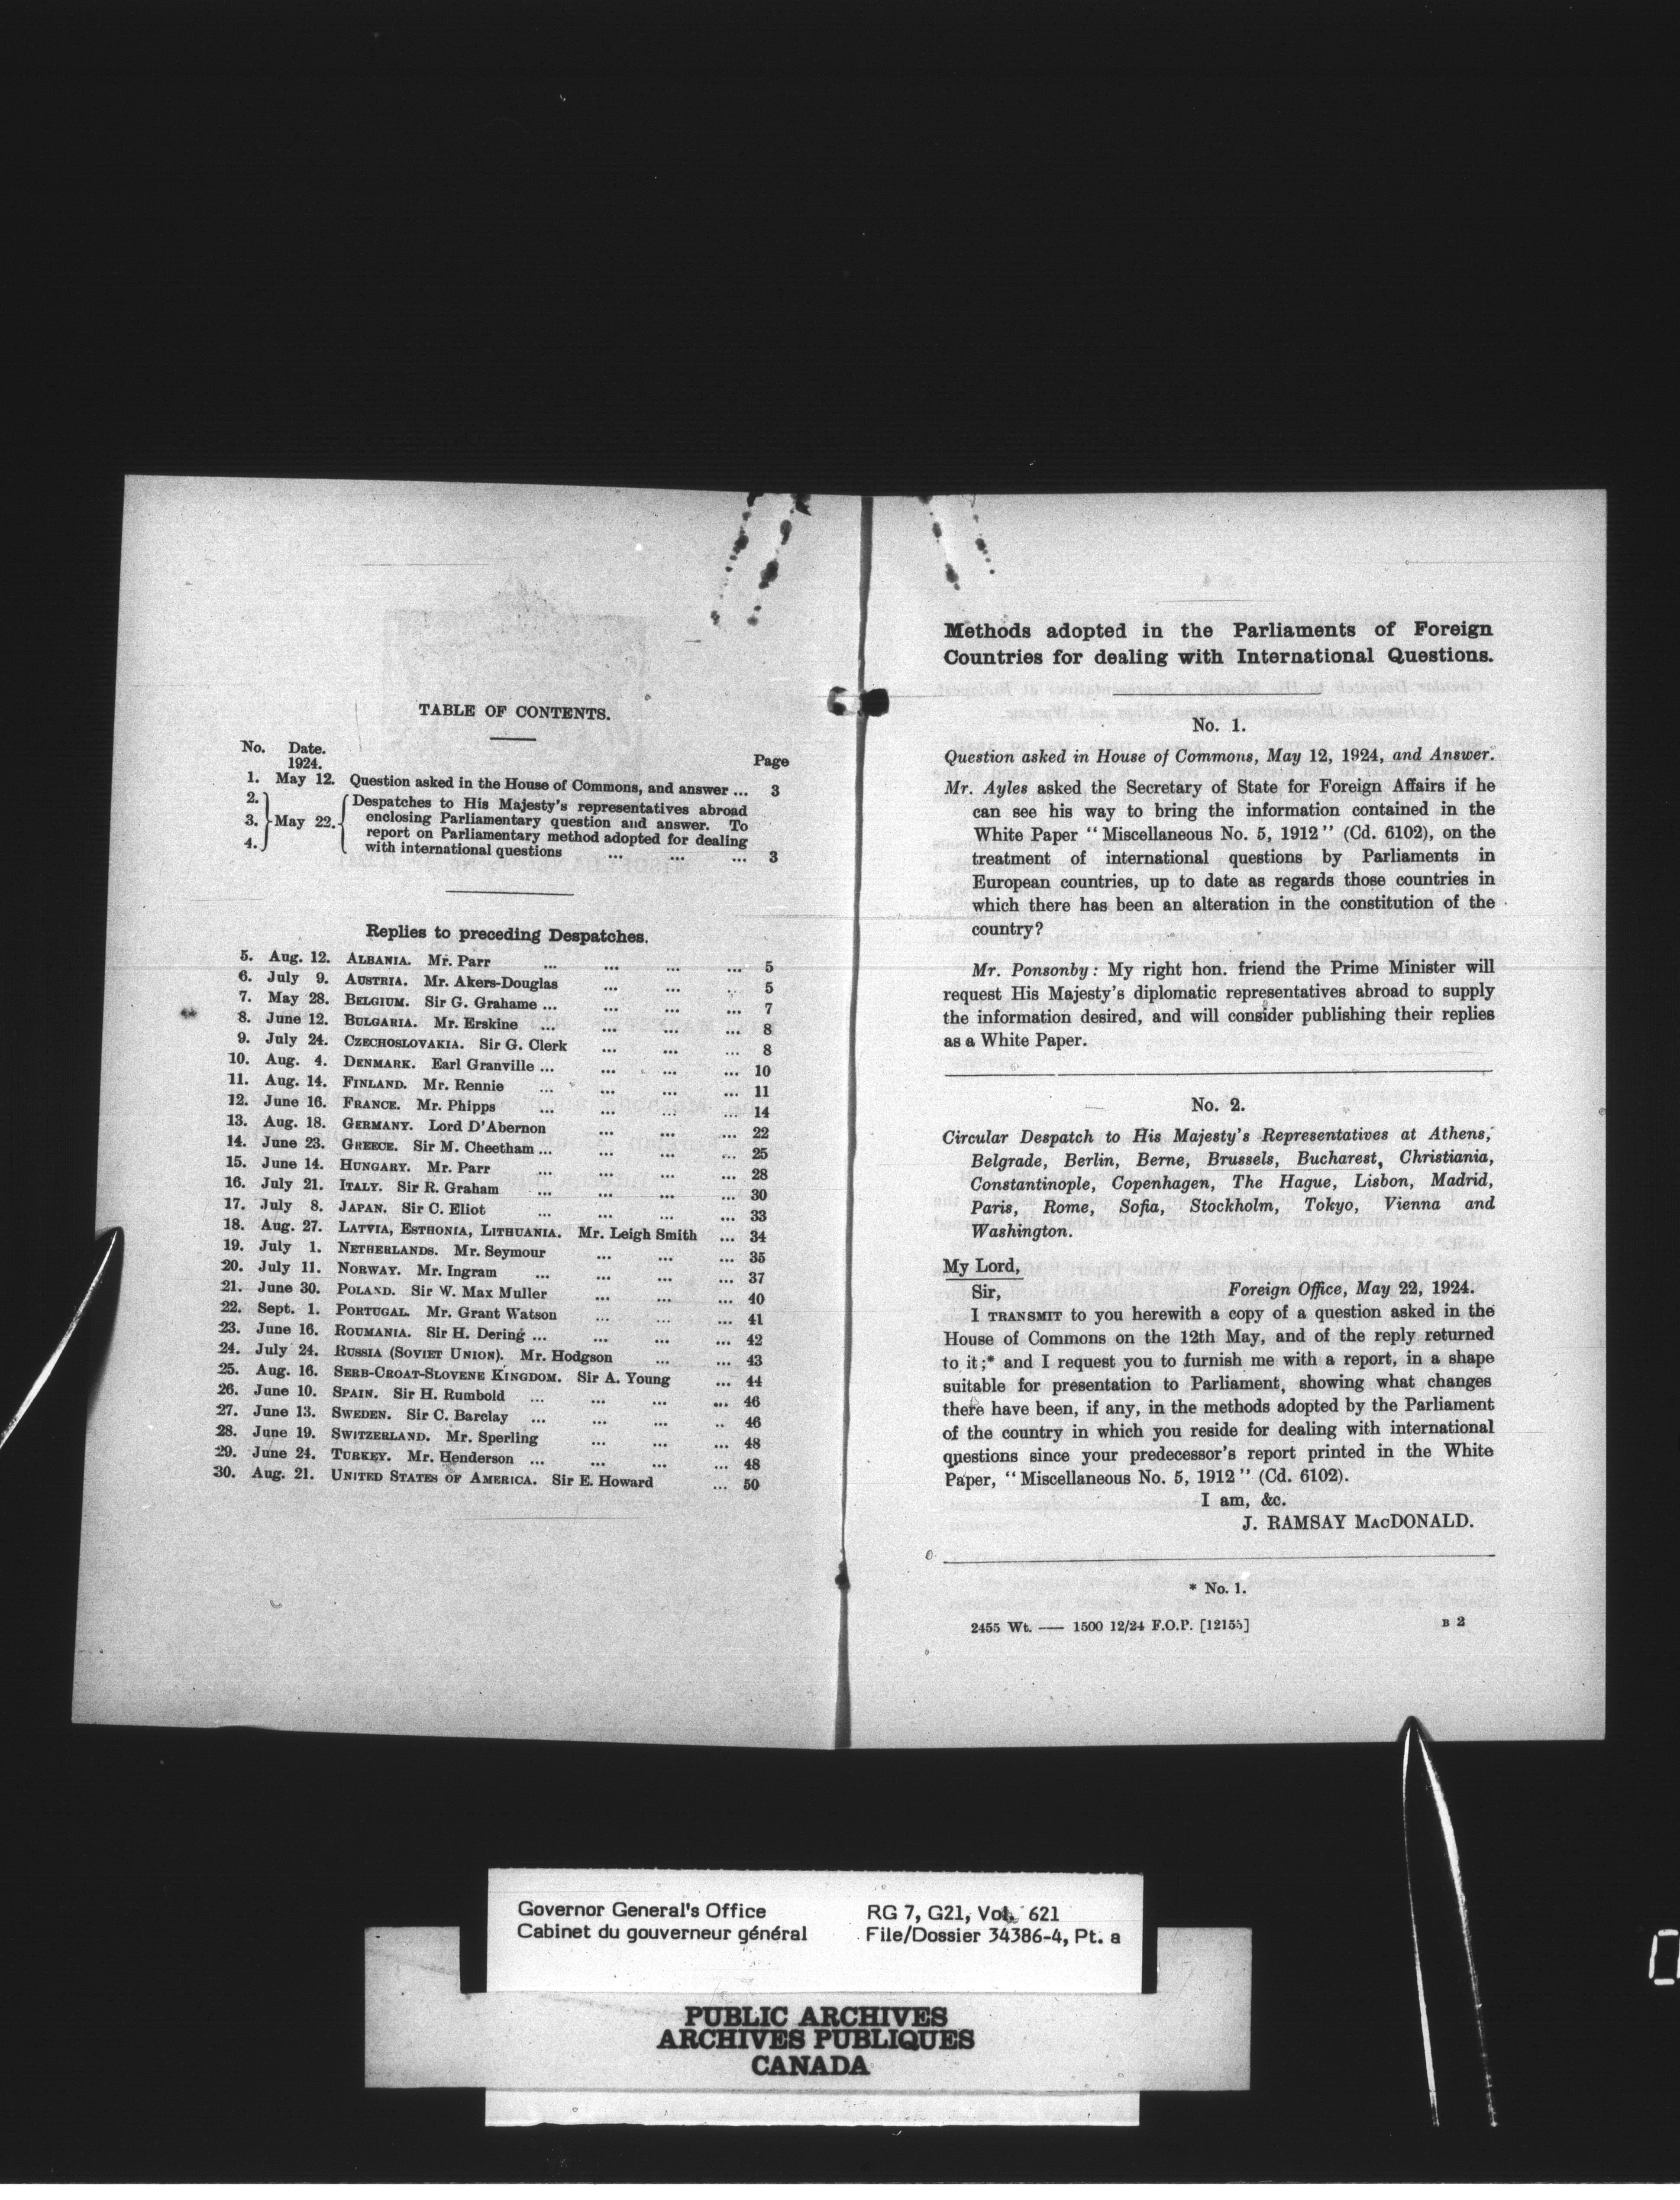 TABLE OF CONTENTS.
No. Date. Page
1924.
1. May 12. Question asked in the House of Commons, and answer ... 3
2. Despatches to His Majesty's representatives abroad
3. May 22. enclosing Parliamentary question and answer. To
4. report on Parliamentary method adopted for dealing
with international questions ... ... ... 3
Replies to preceding Despatches.
5. Aug. 12. ALBANIA. Mr. Parr ... ... ... ... 5
6. July 9. AUSTRIA. Mr. Akers-Douglas ... ... ... 5
7. May 28. BELGIUM. Sir G. Grahame ... ... ... ... 7
8. June 12. BULGARIA. Mr. Erskine ... ... ... ... 8
9. July 24. CZECHOSLOVAKIA. Sir G. Clerk ... ... ... 8
10. Aug. 4. DENMARK. Earl Granville ... ... ... ... 10
11. Aug. 14. FINLAND. Mr. Rennie ... ... ... ... 11
12. June 16. FRANCE. Mr. Phipps ... ... ... ... 14
13. Aug. 18. GERMANY. Lord D'Abernon ... ... ... 22
14. June 23. GREECE. Sir M. Cheetham ... ... ... ... 25
15. June 14. HUNGARY. Mr. Parr ... ... ... ... 28
16. July 21. ITALY. Sir R. Graham ... ... ... ... 30
17. July 8. JAPAN. Sir C. Eliot ... ... ... ... 33
18. Aug. 27. LATVIA, ESTHONIA, LITHUANIA. Mr. Leigh Smith ... 34
19. July 1. NETHERLANDS. Mr. Seymour ... ... ... 35
20. July 11. NORWAY. Mr. Ingram ... ... ... ... 37
21. June 30. POLAND. Sir W. Max Muller ... ... ... 40
22. Sept. 1. PORTUGAL. Mr. Grant Watson ... ... ... 41
23. June 16. ROUMANIA. Sir H. Dering ... ... ... ... 42
24. July 24. RUSSIA (SOVIET UNION). Mr. Hodgson ... ... 43
25. Aug. 16. SERB-CROAT-SLOVENE KINGDOM. Sir A. Young ... 44
26. June 10. SPAIN. Sir H. Rumbold ... ... ... ... 46
27. June 13. SWEDEN. Sir C. Barclay ... ... ... .. 46
28. June 19. SWITZERLAND. Mr. Sperling ... ... ... 48
29. June 24. TURKEY. Mr. Henderson ... ... ... ... 48
30. Aug. 21. UNITED STATES OF AMERICA. Sir E. Howard ... 50
Methods adopted in the Parliaments of Foreign
Countries for dealing with International Questions.
No. 1.
Question asked in House of Commons, May 12, 1924, and Answer.
Mr. Ayles asked the Secretary of State for Foreign Affairs if he
can see his way to bring the information contained in the
White Paper "Miscellaneous No. 5, 1912" (Cd. 6102), on the
treatment of international questions by Parliaments in
European countries, up to date as regards those countries in
which there has been an alteration in the constitution of the
country?
Mr. Ponsonby: My right hon. friend the Prime Minister will
request His Majesty's diplomatic representatives abroad to supply
the information desired, and will consider publishing their replies
as a White Paper.
No. 2.
Circular Despatch to His Majesty's Representatives at Athens,
Belgrade, Berlin, Berne, Brussels, Bucharest, Christiania,
Constantinople, Copenhagen, The Hague, Lisbon, Madrid,
Paris, Rome, Sofia, Stockholm, Tokyo, Vienna and
Washington.
My Lord,
Sir, Foreign Office, May 22, 1924.
I TRANSMIT to you herewith a copy of a question asked in the
House of Commons on the 12th May, and of the reply returned
to it;* and I request you to furnish me with a report, in a shape
suitable for presentation to Parliament, showing what changes
there have been, if any, in the methods adopted by the Parliament
of the country in which you reside for dealing with international
questions since your predecessor's report printed in the White
Paper, "Miscellaneous No. 5, 1912" (Cd. 6102).
I am, &c.
J. RAMSAY MACDONALD.
* No. 1.
2455 Wt. — 1500 12/24 F.O.P. [12155] B 2
Governor General's Office RG 7, G21, Vol. 621
Cabinet du gouverneur général File/Dossier 34386-4, Pt. a
PUBLIC ARCHIVES
ARCHIVES PUBLIQUES
CANADA